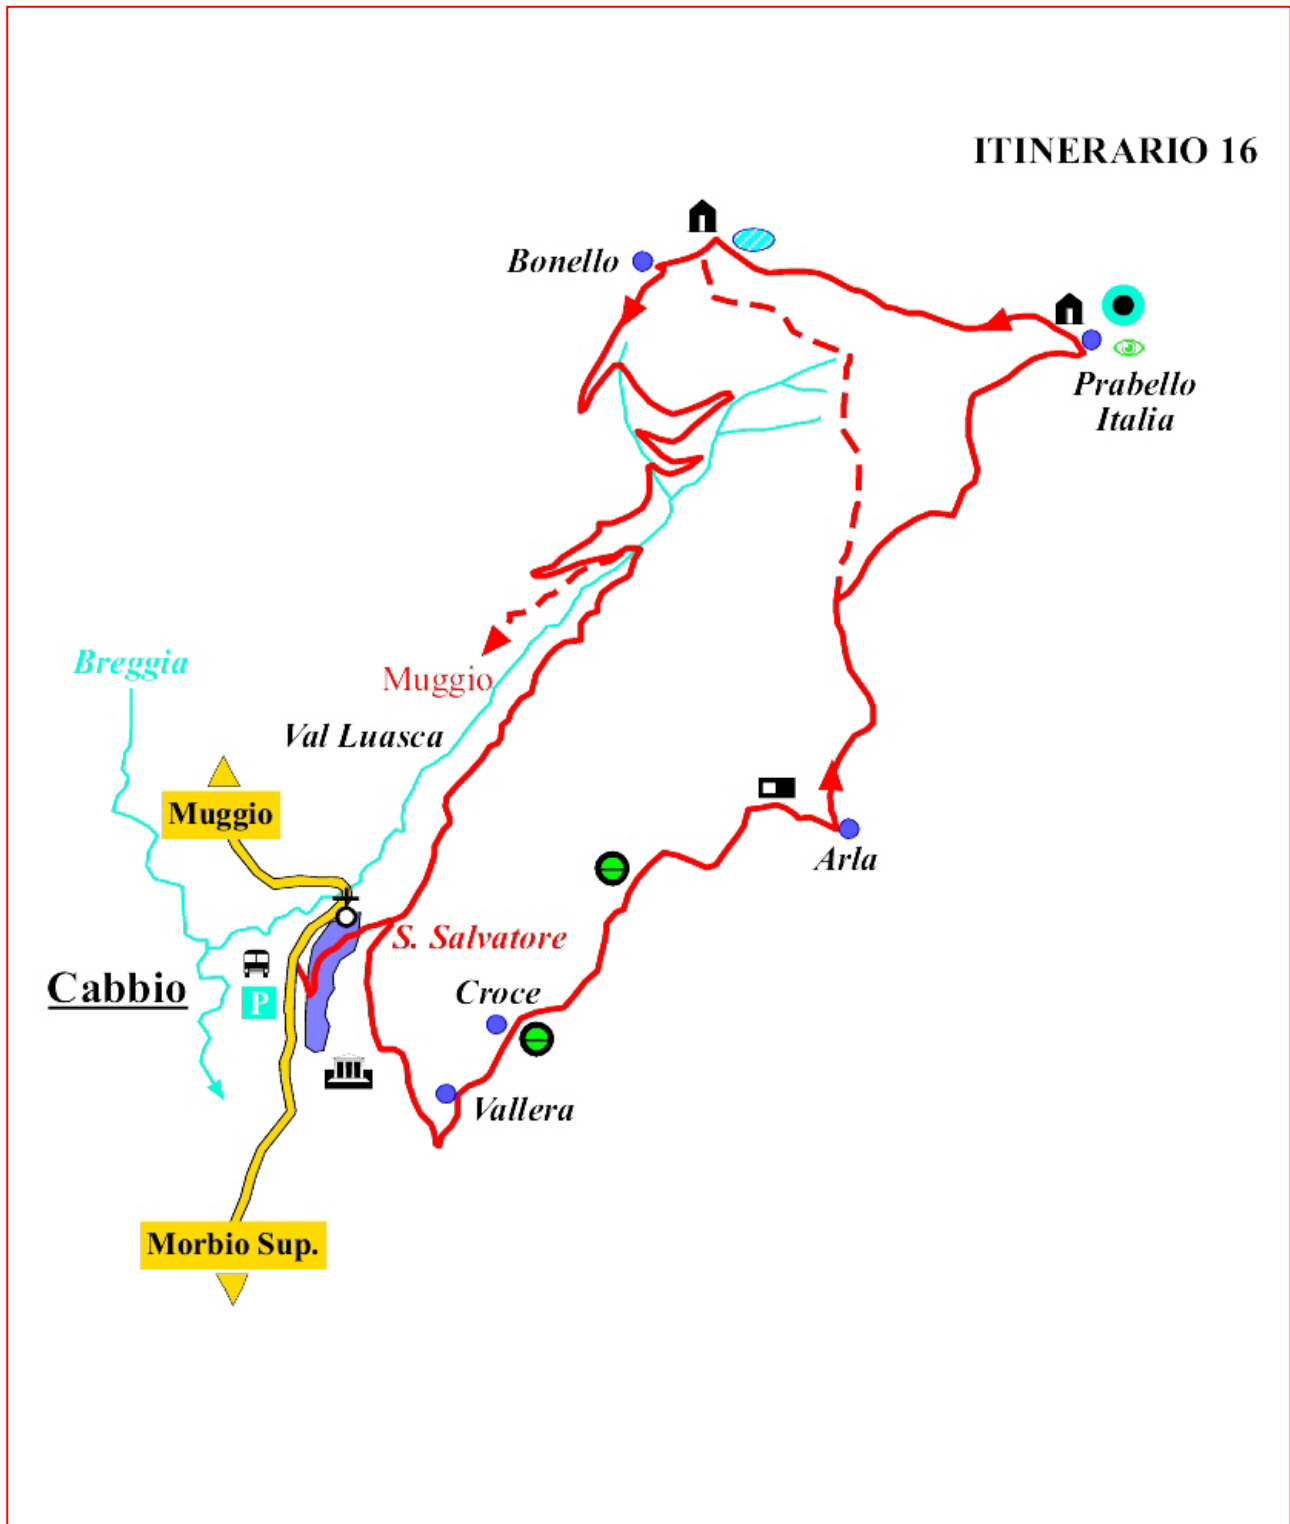 ITINERARIO 16
Bonello
Prabello
Italia
Breggia
Muggio
Val Luasca
Muggio
Arla
S. Salvatore
Cabbio
P
Croce
Vallera
Morbio Sup.